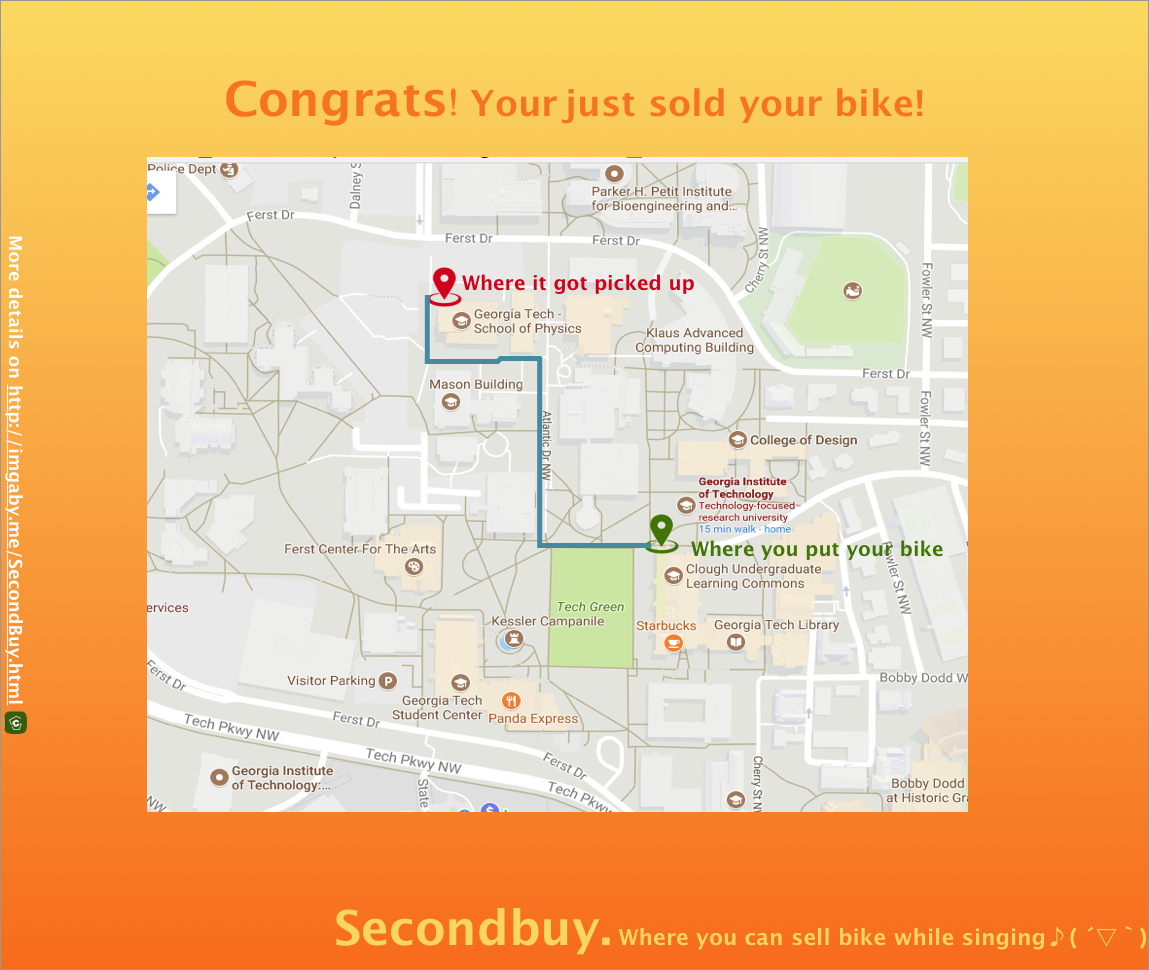 Congrats! Your just sold your bike!
Police Dept
Dalney S
Parker H. Petit Institute
for Bioengineering and...
Ferst Dr
Ferst Dr
Ferst Dr
Cherry St NW
Fowler St NW
Where it got picked up
Georgia Tech -
School of Physics
Klaus Advanced
Computing Building
Ferst Dr
Mason Building
Fowler St NW
Atlantic Dr NW
College of Design
Georgia Institute
of Technology
Technology-focused
research university
15 min walk - home
Where you put your bike
Ferst Center For The Arts
Clough Undergraduate
Learning Commons
Fowler St NW
ervices
Tech Green
Kessler Campanile
Starbucks
Georgia Tech Library
Ferst Dr
Visitor Parking P
Bobby Dodd W
Georgia Tech
Student Center
Panda Express
Tech Pkwy NW
Ferst Dr
Tech Pkwy NW
Ferst Dr
Georgia Institute
of Technology:...
State
Tech Pkwy
Cherry St N
Bobby Dodd
at Historic Gra
NW
More details on http://imgaby.me/SecondBuy.html
Secondbuy. Where you can sell bike while singing♪( ´▽｀)